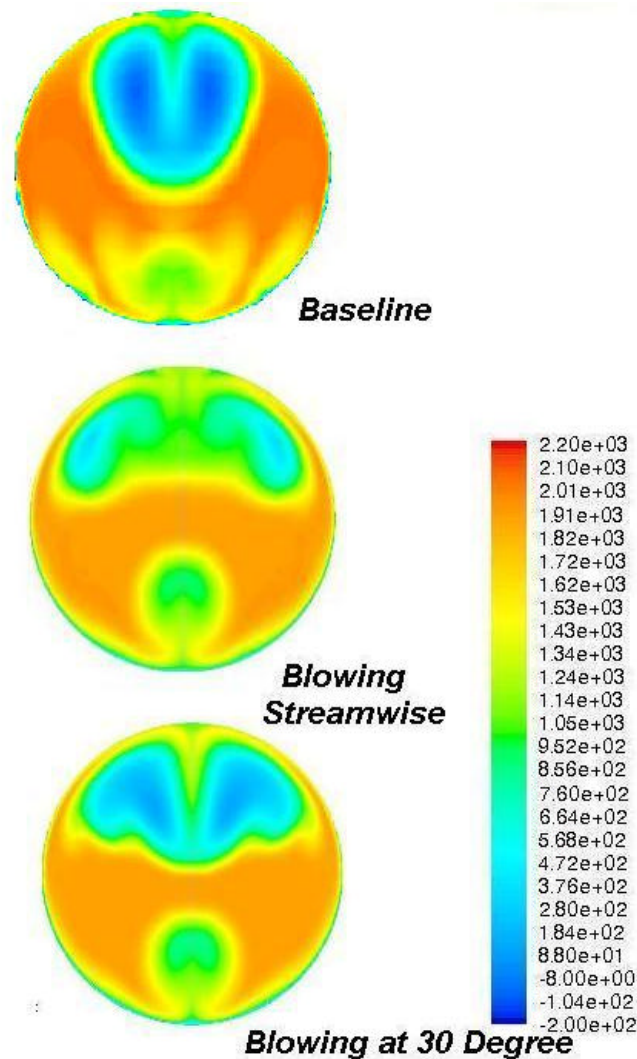 Baseline
Blowing
Streamwise
2.20e+03
2.10e+03
2.01e+03
1.91e+03
1.82e+03
1.72e+03
1.62e+03
1.53e+03
1.43e+03
1.34e+03
1.24e+03
1.14e+03
1.05e+03
9.52e+02
8.56e+02
7.60e+02
6.64e+02
5.68e+02
4.72e+02
3.76e+02
2.80e+02
1.84e+02
8.80e+01
-8.00e+00
-1.04e+02
-2.00e+02
Blowing at 30 Degree